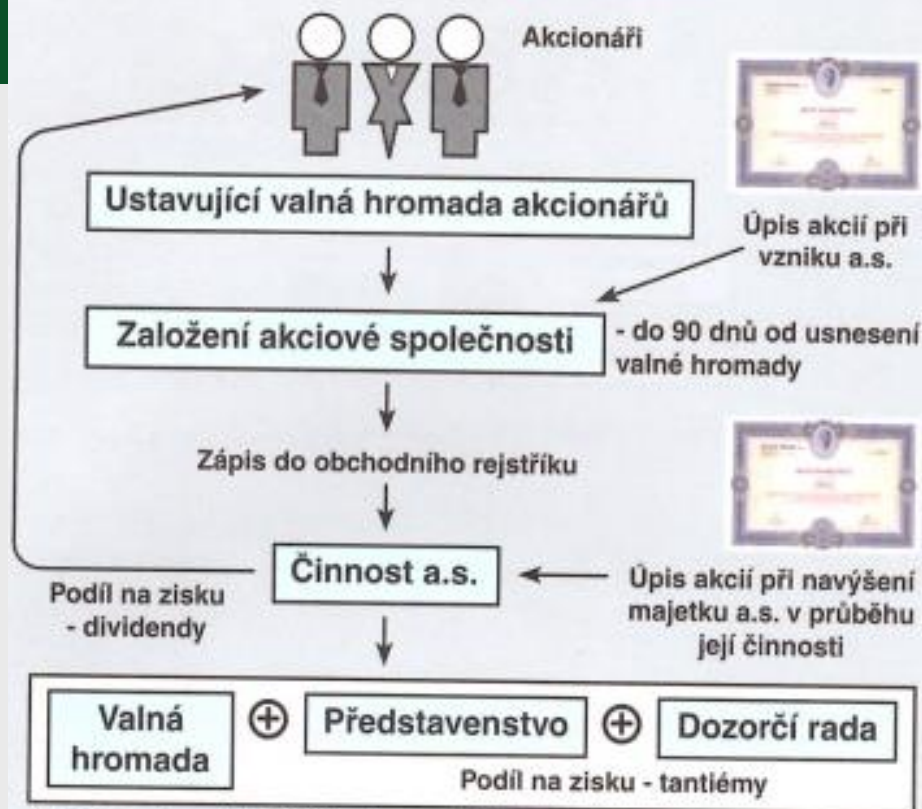 Akcionáři
Ustavující valná hromada akcionářů
Úpis akcií při
vzniku a.s.
Založení akciové společnosti
- do 90 dnů od usnesení
valné hromady
Zápis do obchodního rejstříku
Činnost a.s.
Podíl na zisku
- dividendy
Úpis akcií při navýšení
majetku a.s. v průběhu
její činnosti
Valná
hromada
+
Představenstvo
+
Dozorčí rada
Podíl na zisku - tantiémy